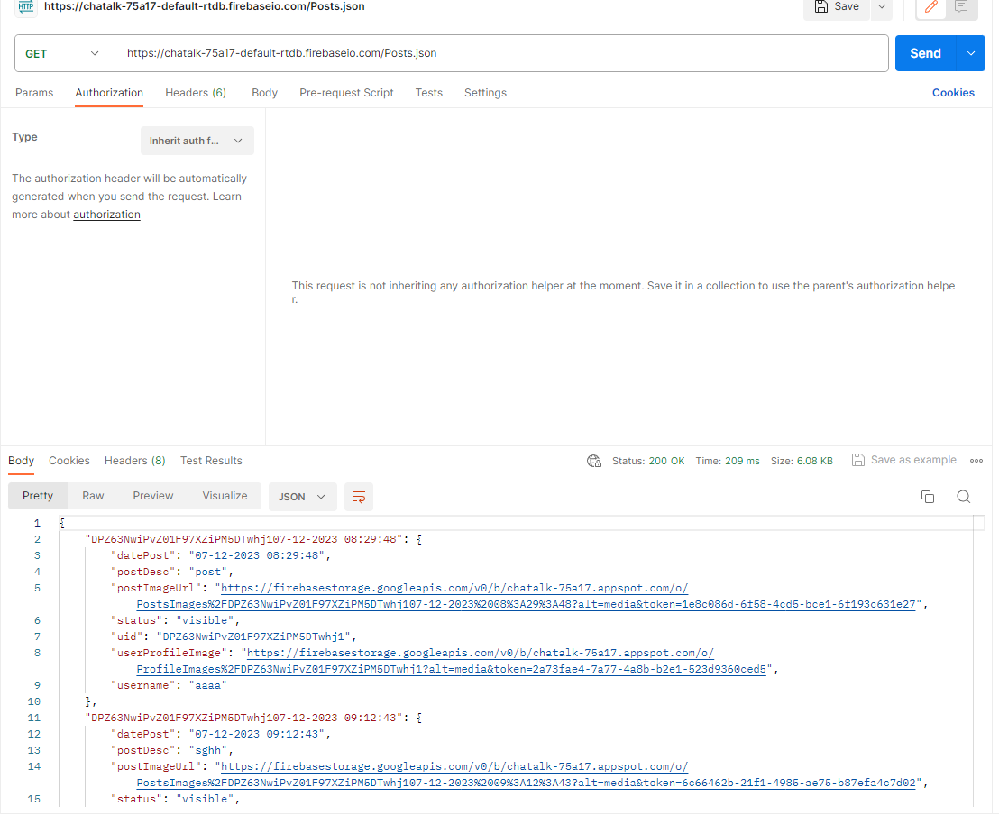 HTTP https://chatalk-75a17-default-rtdb.firebaseio.com/Posts.json Save
GET https://chatalk-75a17-default-rtdb.firebaseio.com/Posts.json Send
Params Authorization Headers (6) Body Pre-request Script Tests Settings Cookies
Type Inherit auth f...
The authorization header will be automatically
generated when you send the request. Learn
more about authorization
This request is not inheriting any authorization helper at the moment. Save it in a collection to use the parent's authorization helpe
r.
Body Cookies Headers (8) Test Results Status: 200 OK Time: 209 ms Size: 6.08 KB Save as example
Pretty Raw Preview Visualize JSON
1 {
2 "DPZ63NwiPvZ01F97XZiPM5DTwhj107-12-2023 08:29:48": {
3 "datePost": "07-12-2023 08:29:48",
4 "postDesc": "post",
5 "postImageUrl": "https://firebasestorage.googleapis.com/v0/b/chatalk-75a17.appspot.com/o/
PostsImages%2FDPZ63NwiPvZ01F97XZiPM5DTwhj107-12-2023%2008%3A29%3A48?alt=media&token=1e8c086d-6f58-4cd5-bce1-6f193c631e27",
6 "status": "visible",
7 "uid": "DPZ63NwiPvZ01F97XZiPM5DTwhj1",
8 "userProfileImage": "https://firebasestorage.googleapis.com/v0/b/chatalk-75a17.appspot.com/o/
ProfileImages%2FDPZ63NwiPvZ01F97XZiPM5DTwhj1?alt=media&token=2a73fae4-7a77-4a8b-b2e1-523d9360ced5",
9 "username": "aaaa"
10 },
11 "DPZ63NwiPvZ01F97XZiPM5DTwhj107-12-2023 09:12:43": {
12 "datePost": "07-12-2023 09:12:43",
13 "postDesc": "sghh",
14 "postImageUrl": "https://firebasestorage.googleapis.com/v0/b/chatalk-75a17.appspot.com/o/
PostsImages%2FDPZ63NwiPvZ01F97XZiPM5DTwhj107-12-2023%2009%3A12%3A43?alt=media&token=6c66462b-21f1-4985-ae75-b87efa4c7d02",
15 "status": "visible",